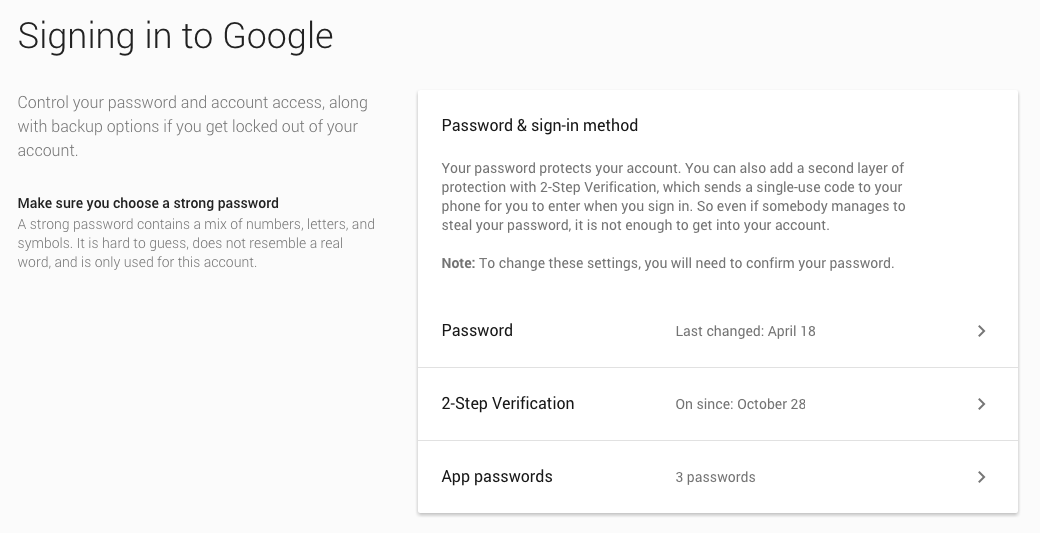 Signing in to Google
Control your password and account access, along
with backup options if you get locked out of your
account.
Make sure you choose a strong password
A strong password contains a mix of numbers, letters, and
symbols. It is hard to guess, does not resemble a real
word, and is only used for this account.
Password & sign-in method
Your password protects your account. You can also add a second layer of
protection with 2-Step Verification, which sends a single-use code to your
phone for you to enter when you sign in. So even if somebody manages to
steal your password, it is not enough to get into your account.
Note: To change these settings, you will need to confirm your password.
Password Last changed: April 18
2-Step Verification On since: October 28
App passwords 3 passwords